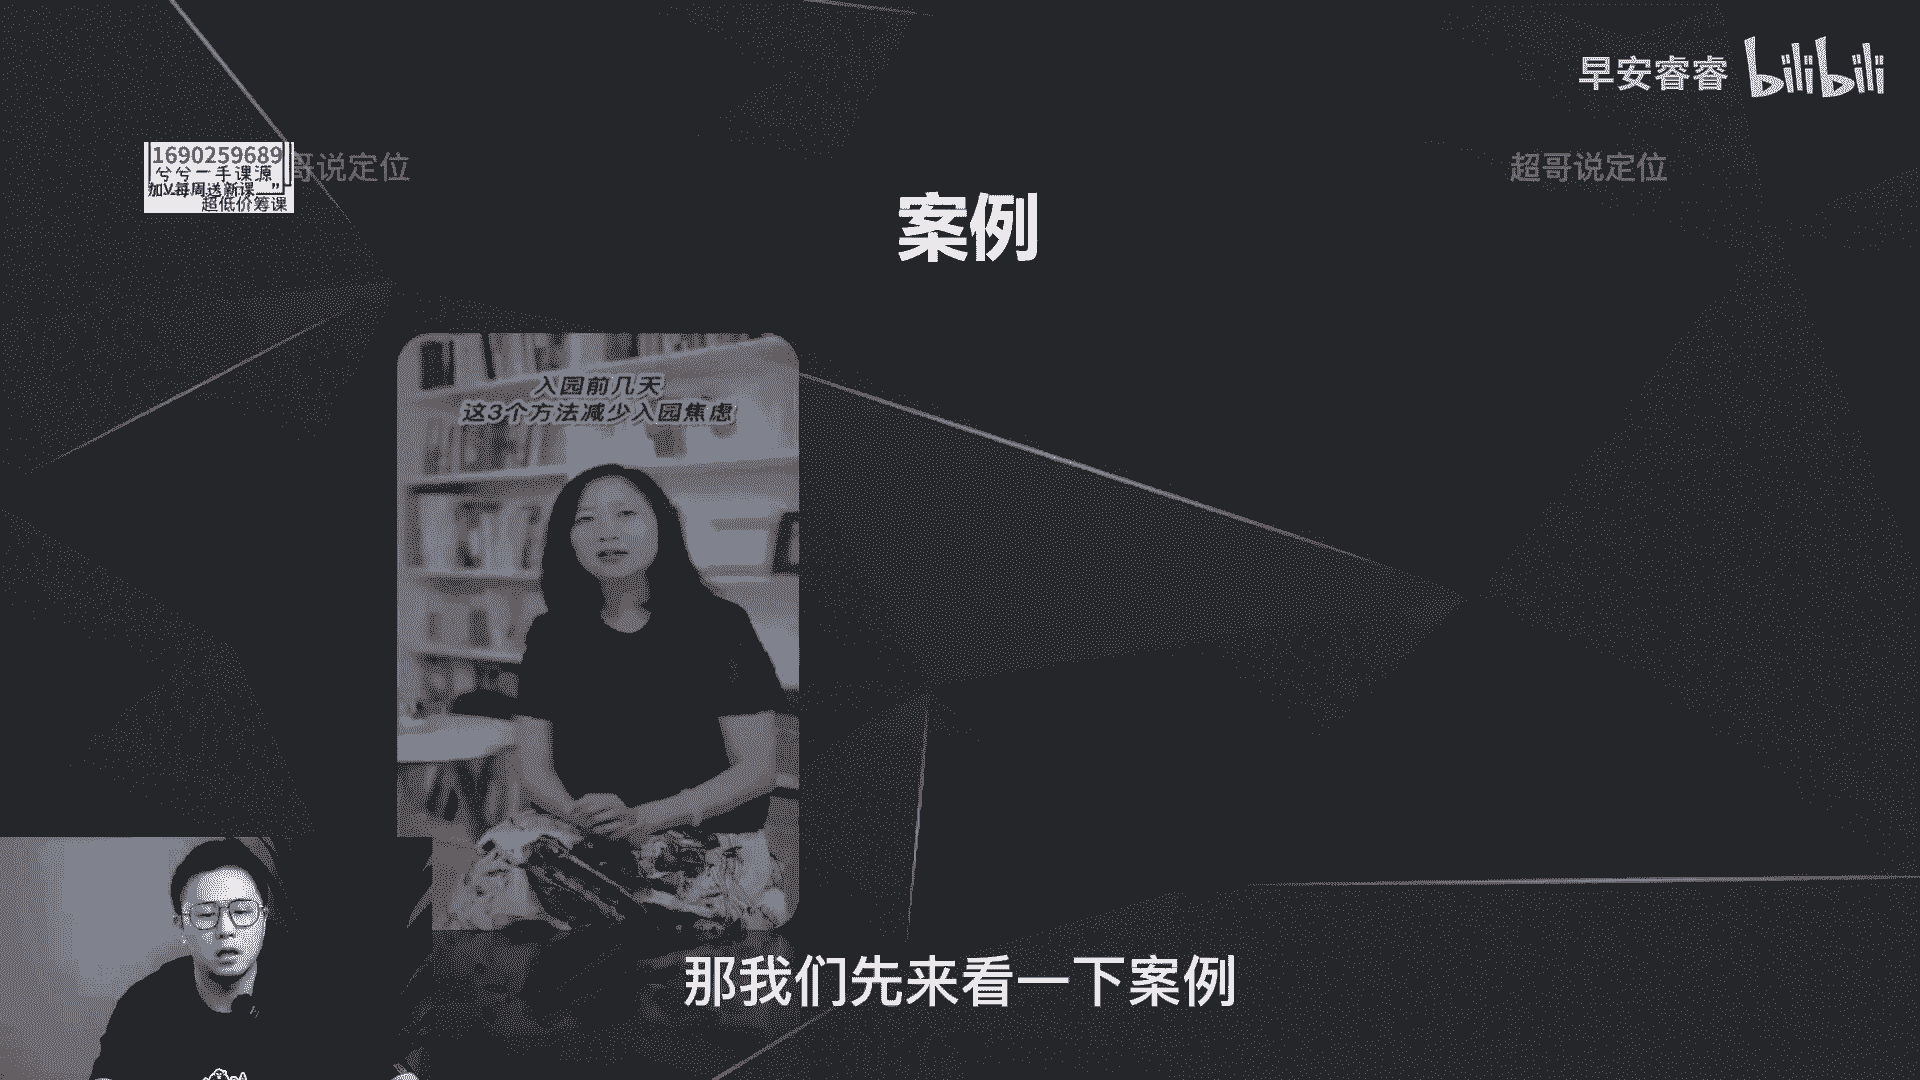 早安睿睿 bilibili
1690259689
兮兮一手课源
加V每周送新课
超低价筹课
哥说定位
超哥说定位
案例
入园前几天
这3个方法减少入园焦虑
那我们先来看一下案例